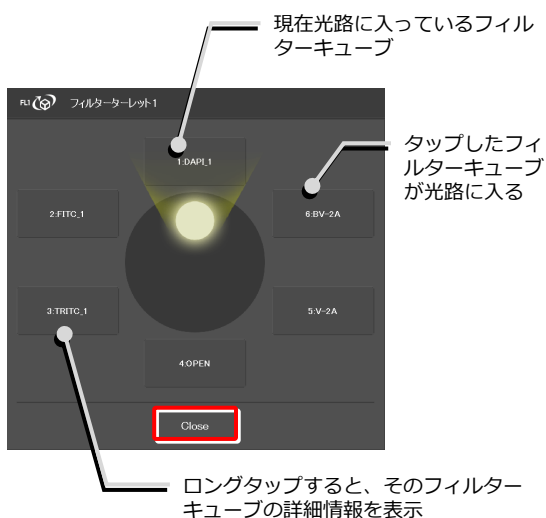 現在光路に入っているフィル
ターキューブ
FL1 フィルターターレット1
タップしたフィ
ルターキューブ
が光路に入る
1:DAPI_1
2:FITC_1
6:BV-2A
3:TRITC_1
5:V-2A
4:OPEN
Close
ロングタップすると、そのフィルター
キューブの詳細情報を表示